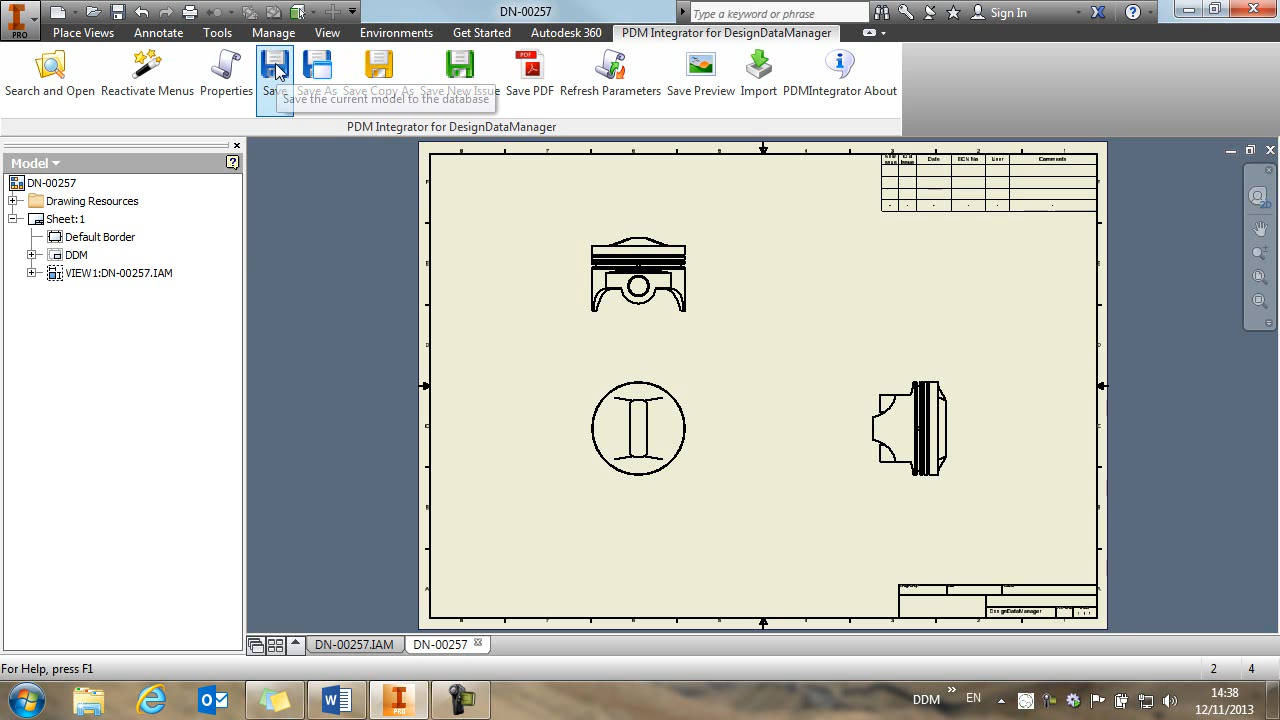 DN-00257
Type a keyword or phrase
Sign In
PRO
Place Views Annotate Tools Manage View Environments Get Started Autodesk 360 PDM Integrator for DesignDataManager
PDF
Search and Open Reactivate Menus Properties Save Save As Save Copy As Save New Issue Save PDF Refresh Parameters Save Preview Import PDMIntegrator About
Save the current model to the database
PDM Integrator for DesignDataManager
Model
DN-00257
Drawing Resources
Sheet:1
Default Border
DDM
VIEW1:DN-00257.IAM
Date ECN No User Comments
DesignDataManager
2D
DN-00257.IAM DN-00257
For Help, press F1
2 4
PRO
DDM EN
14:38
12/11/2013